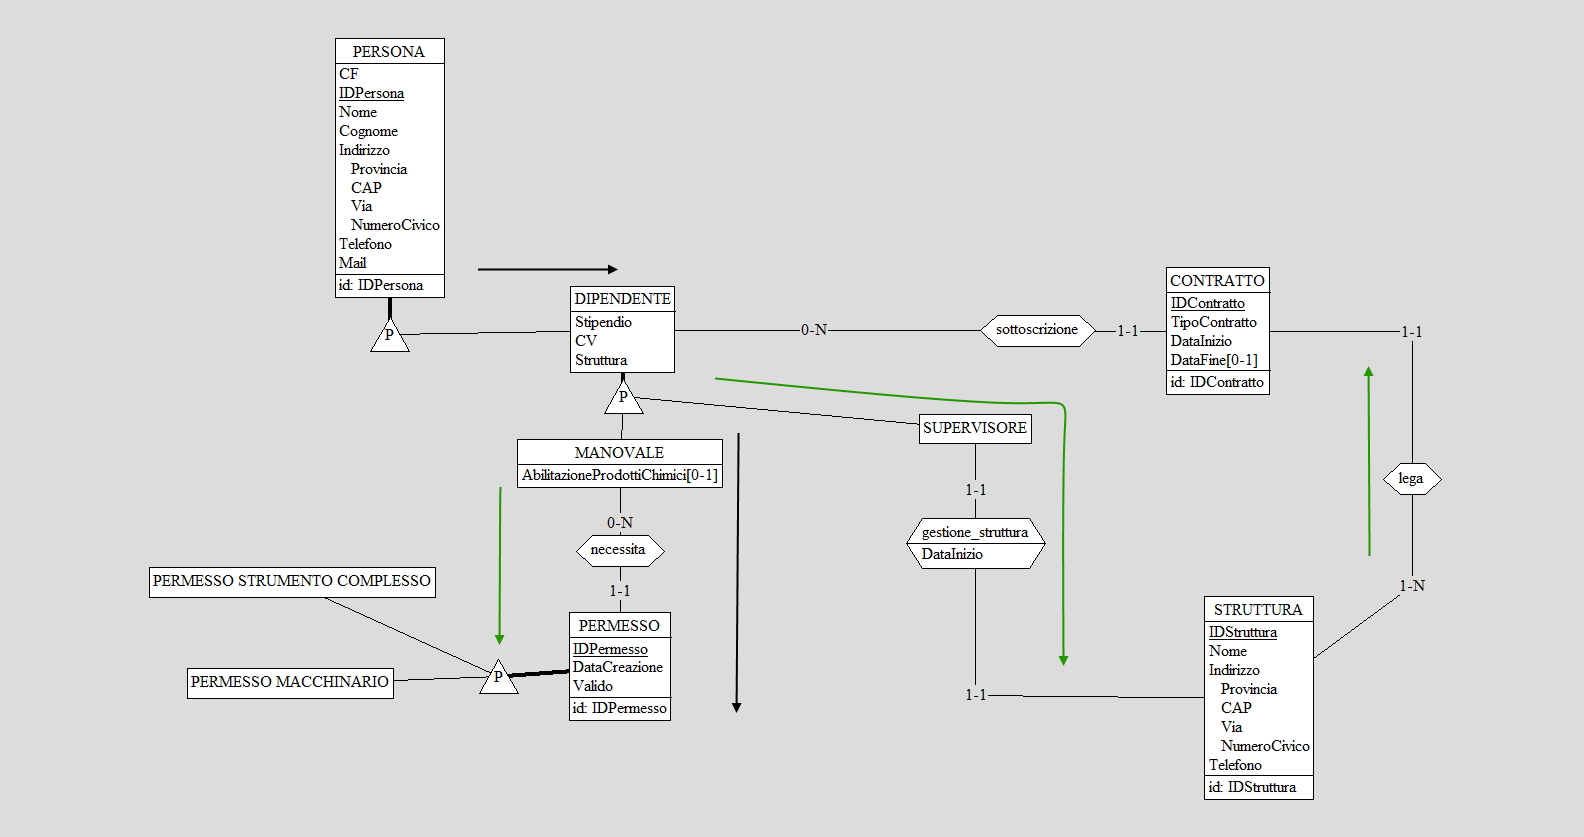 PERSONA
CF
IDPersona
Nome
Cognome
Indirizzo
Provincia
CAP
Via
NumeroCivico
Telefono
Mail
id: IDPersona
P
DIPENDENTE
Stipendio
CV
Struttura
0-N
sottoscrizione
1-1
CONTRATTO
IDContratto
TipoContratto
DataInizio
DataFine[0-1]
id: IDContratto
1-1
P
SUPERVISORE
MANOVALE
AbilitazioneProdottiChimici[0-1]
lega
1-1
0-N
necessita
gestione_struttura
DataInizio
1-1
1-N
PERMESSO STRUMENTO COMPLESSO
PERMESSO MACCHINARIO
P
PERMESSO
IDPermesso
DataCreazione
Valido
id: IDPermesso
1-1
STRUTTURA
IDStruttura
Nome
Indirizzo
Provincia
CAP
Via
NumeroCivico
Telefono
id: IDStruttura